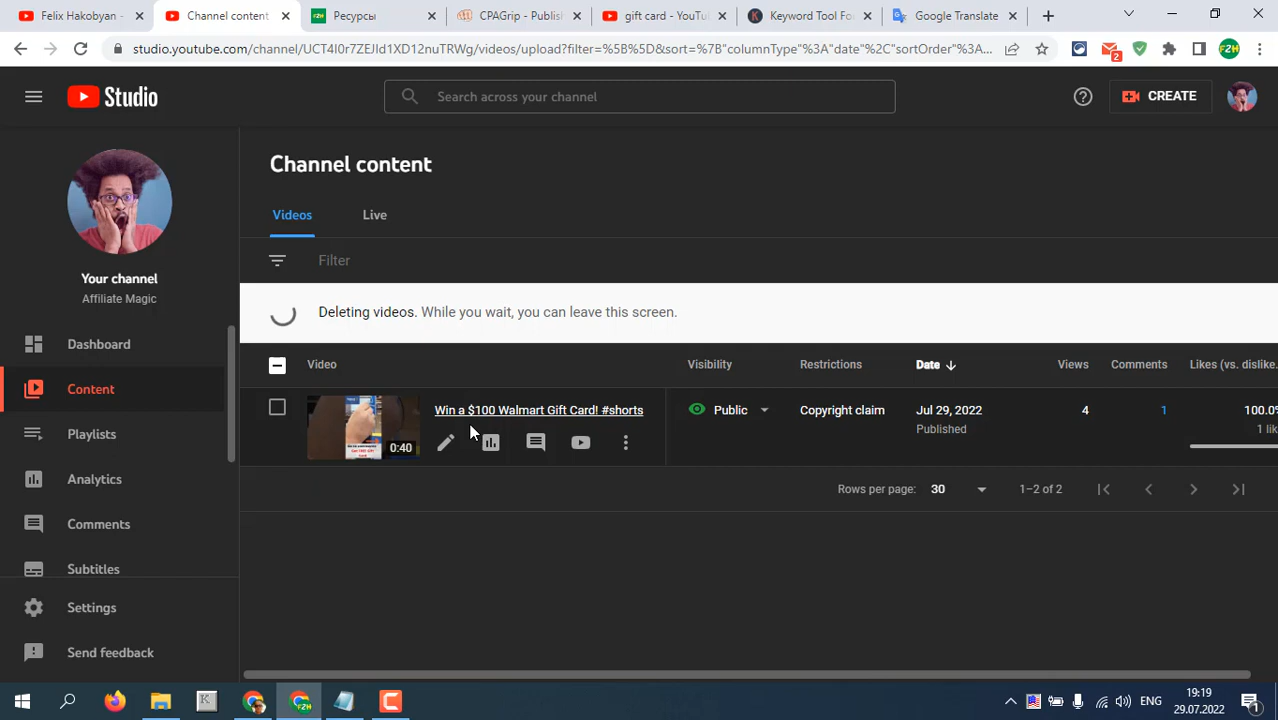 Felix Hakobyan -
Channel content
Ресурсы
CPAGrip - Publish
gift card - YouTu
Keyword Tool Fo
Google Translate
studio.youtube.com/channel/UCT4I0r7ZEJId1XD12nuTRWg/videos/upload?filter=%5B%5D&sort=%7B"columnType"%3A"date"%2C"sortOrder"%3A...
2
F2H
Studio
Search across your channel
CREATE
Your channel
Affiliate Magic
Dashboard
Content
Playlists
Analytics
Comments
Subtitles
Settings
Send feedback
Channel content
Videos
Live
Filter
Deleting videos. While you wait, you can leave this screen.
Video
Visibility
Restrictions
Date
Views
Comments
Likes (vs. dislike.
0:40
Win a $100 Walmart Gift Card! #shorts
Public
Copyright claim
Jul 29, 2022
Published
4
1
100.0%
1 lik
Rows per page:
30
1–2 of 2
ENG
19:19
29.07.2022
1